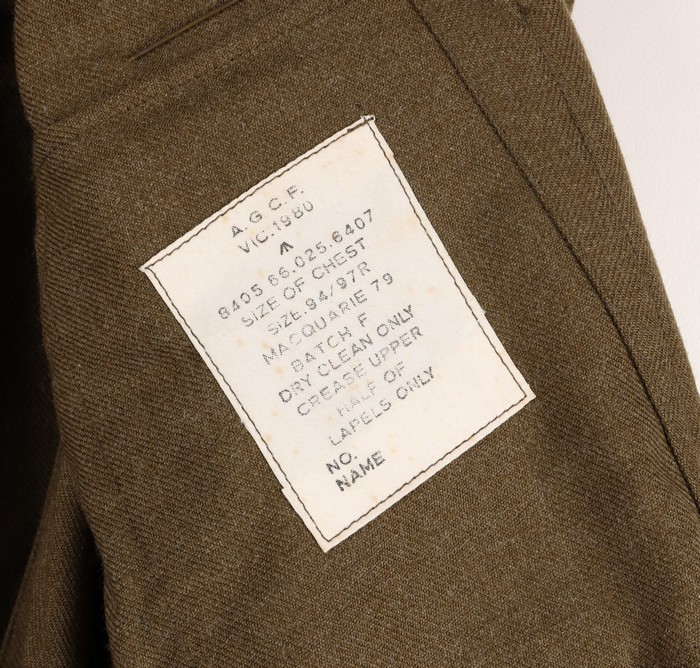 A.G.C.F.
VIC.1980
8405 66.025.6407
SIZE OF CHEST
SIZE.94/97R
MACQUARIE 79
BATCH F
DRY CLEAN ONLY
CREASE UPPER
HALF OF
LAPELS ONLY
NO.
NAME